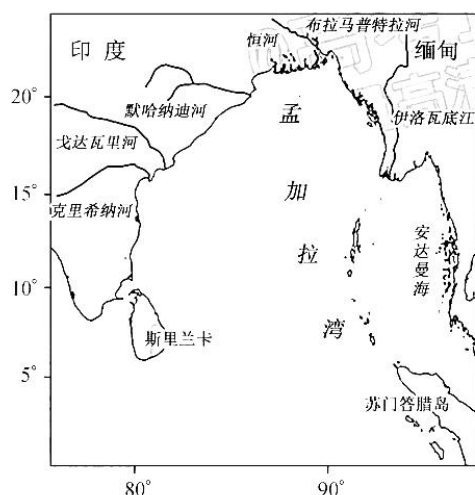 布拉马普特拉河
恒河
印度
缅甸
20°
默哈纳迪河
孟
伊洛瓦底江
戈达瓦里河
15°
克里希纳河
加
安达曼海
拉
10°
斯里兰卡
湾
5°
苏门答腊岛
80°
90°